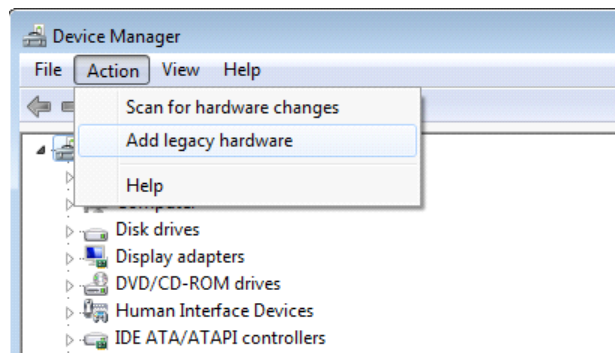 Device Manager
File Action View Help
Scan for hardware changes
Add legacy hardware
Help
Disk drives
Display adapters
DVD/CD-ROM drives
Human Interface Devices
IDE ATA/ATAPI controllers